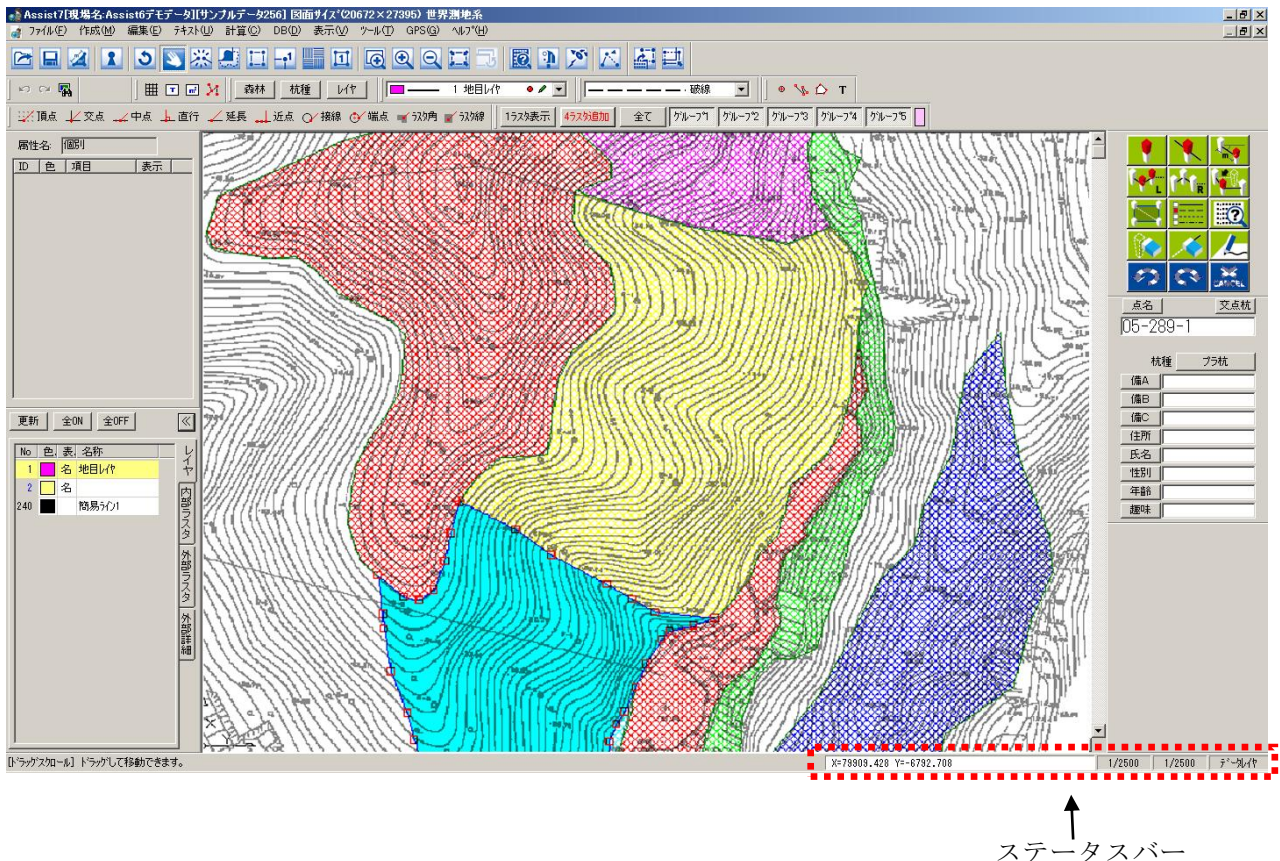 Assist7[現場名:Assist6デモデータ][サンプルデータ256] 図面サイズ(20672×27395) 世界測地系
ファイル(F) 作成(M) 編集(E) テキスト(U) 計算(C) DB(D) 表示(V) ツール(T) GPS(G) ヘルプ(H)
森林 杭種 レイヤ 1 地目レイヤ 破線 T
頂点 交点 中点 直行 延長 近点 接線 端点 ラスタ角 ラスタ線 1ラスタ表示 4ラスタ追加 全て グループ1 グループ2 グループ3 グループ4 グループ5
属性名: 個別
ID 色 項目 表示
更新 全ON 全OFF
No 色. 表. 名称
1 名 地目レイヤ
2 名
240 簡易ライン1
レイヤ
内部ラスタ
外部ラスタ
外部詳細
m
L R
CANCEL
点名 交点杭
05-289-1
杭種 プラ杭
備A
備B
備C
住所
氏名
性別
年齢
趣味
[ドラッグスクロール] ドラッグして移動できます。
X=79909.428 Y=-6792.708 1/2500 1/2500 データレイヤ
ステータスバー